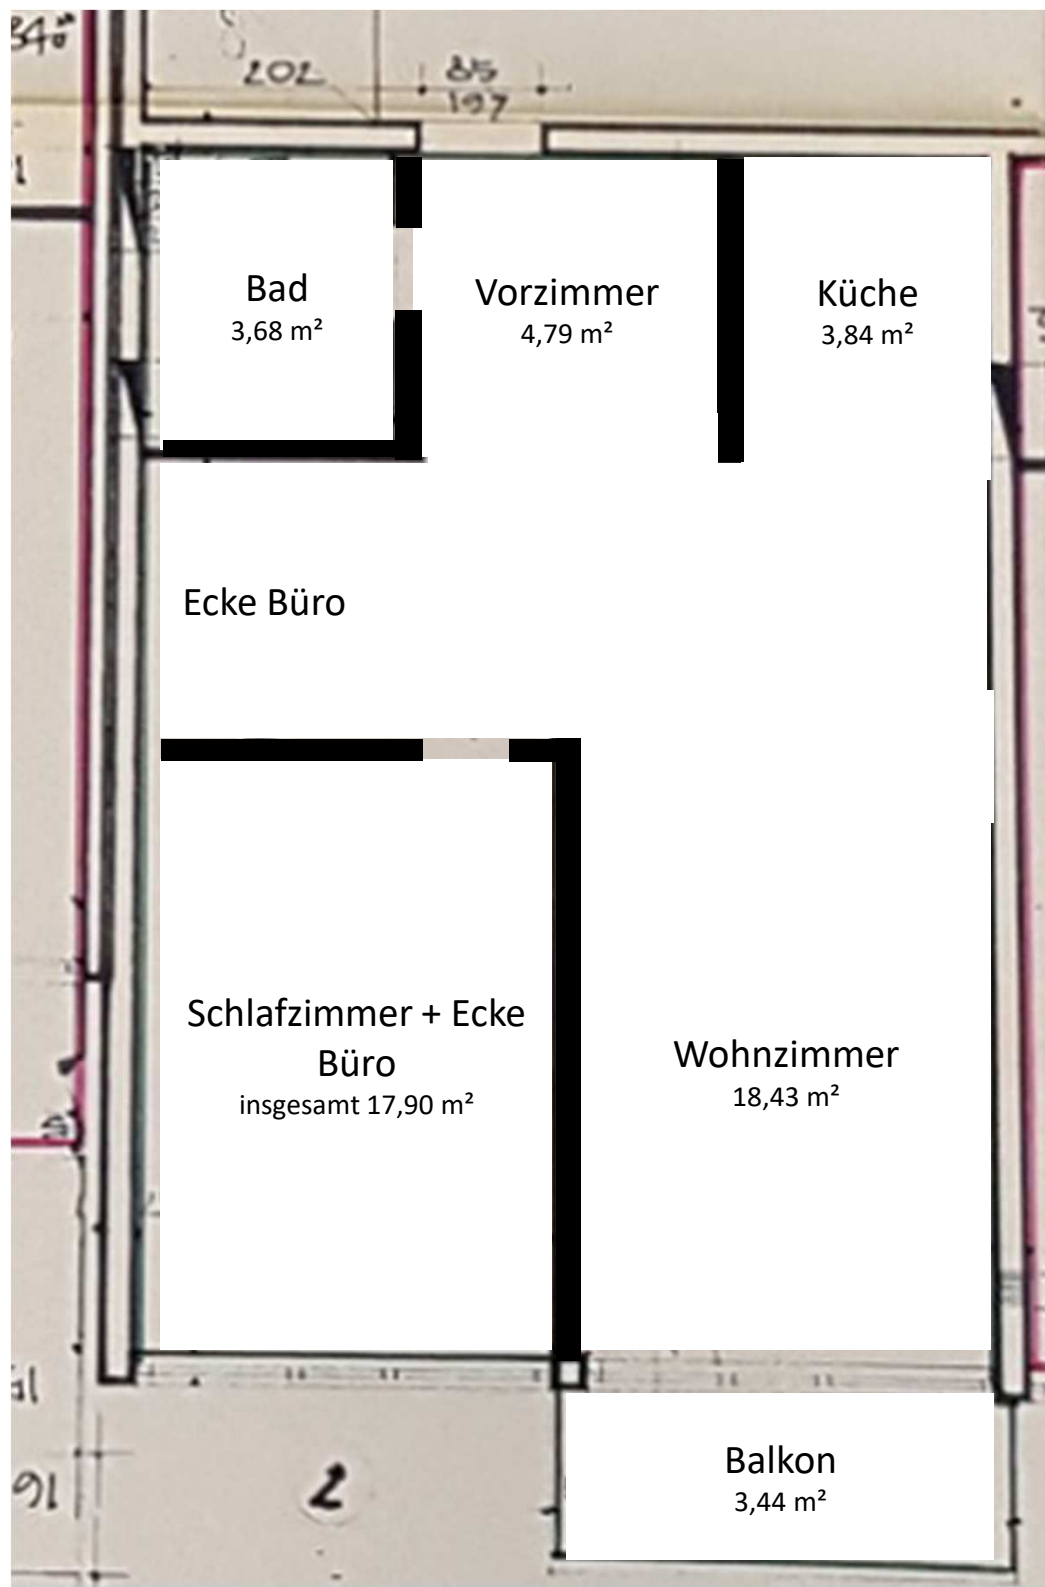 202
85
197
Bad
3,68 m²
Vorzimmer
4,79 m²
Küche
3,84 m²
Ecke Büro
Schlafzimmer + Ecke
Büro
insgesamt 17,90 m²
Wohnzimmer
18,43 m²
Balkon
3,44 m²
2